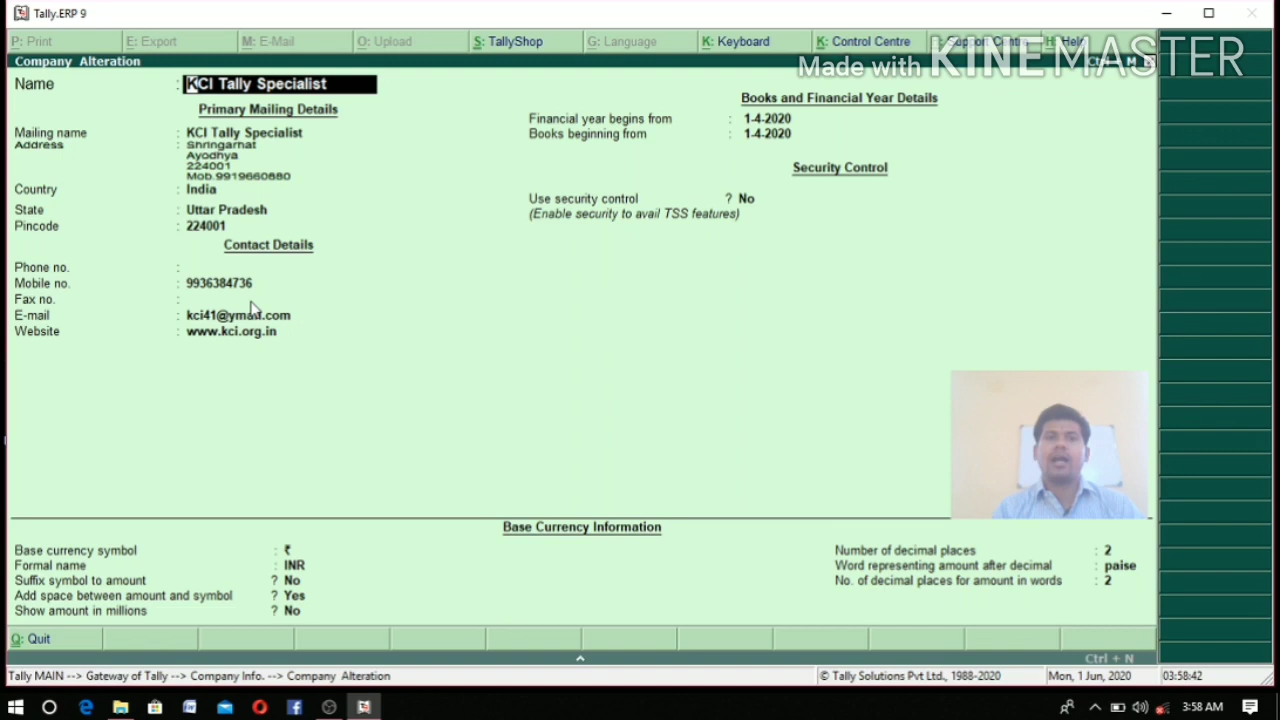 Tally.ERP 9
P: Print E: Export M: E-Mail O: Upload S: TallyShop G: Language K: Keyboard K: Control Centre Support Centre H: Help
Made with KINEMASTER
Company Alteration Ctrl + M
Name : KCI Tally Specialist
Primary Mailing Details
Books and Financial Year Details
Mailing name : KCI Tally Specialist
Address : Shringarhat
Ayodhya
224001
Mob.9919660880
Country : India
State : Uttar Pradesh
Pincode : 224001
Financial year begins from : 1-4-2020
Books beginning from : 1-4-2020
Security Control
Use security control ? No
(Enable security to avail TSS features)
Contact Details
Phone no. :
Mobile no. : 9936384736
Fax no. :
E-mail : kci41@ymail.com
Website : www.kci.org.in
Base Currency Information
Base currency symbol : ₹
Formal name : INR
Suffix symbol to amount ? No
Add space between amount and symbol ? Yes
Show amount in millions ? No
Number of decimal places : 2
Word representing amount after decimal : paise
No. of decimal places for amount in words : 2
Q: Quit
Ctrl + N
Tally MAIN --> Gateway of Tally --> Company Info. --> Company Alteration © Tally Solutions Pvt Ltd., 1988-2020 Mon, 1 Jun, 2020 03:58:42
3:58 AM